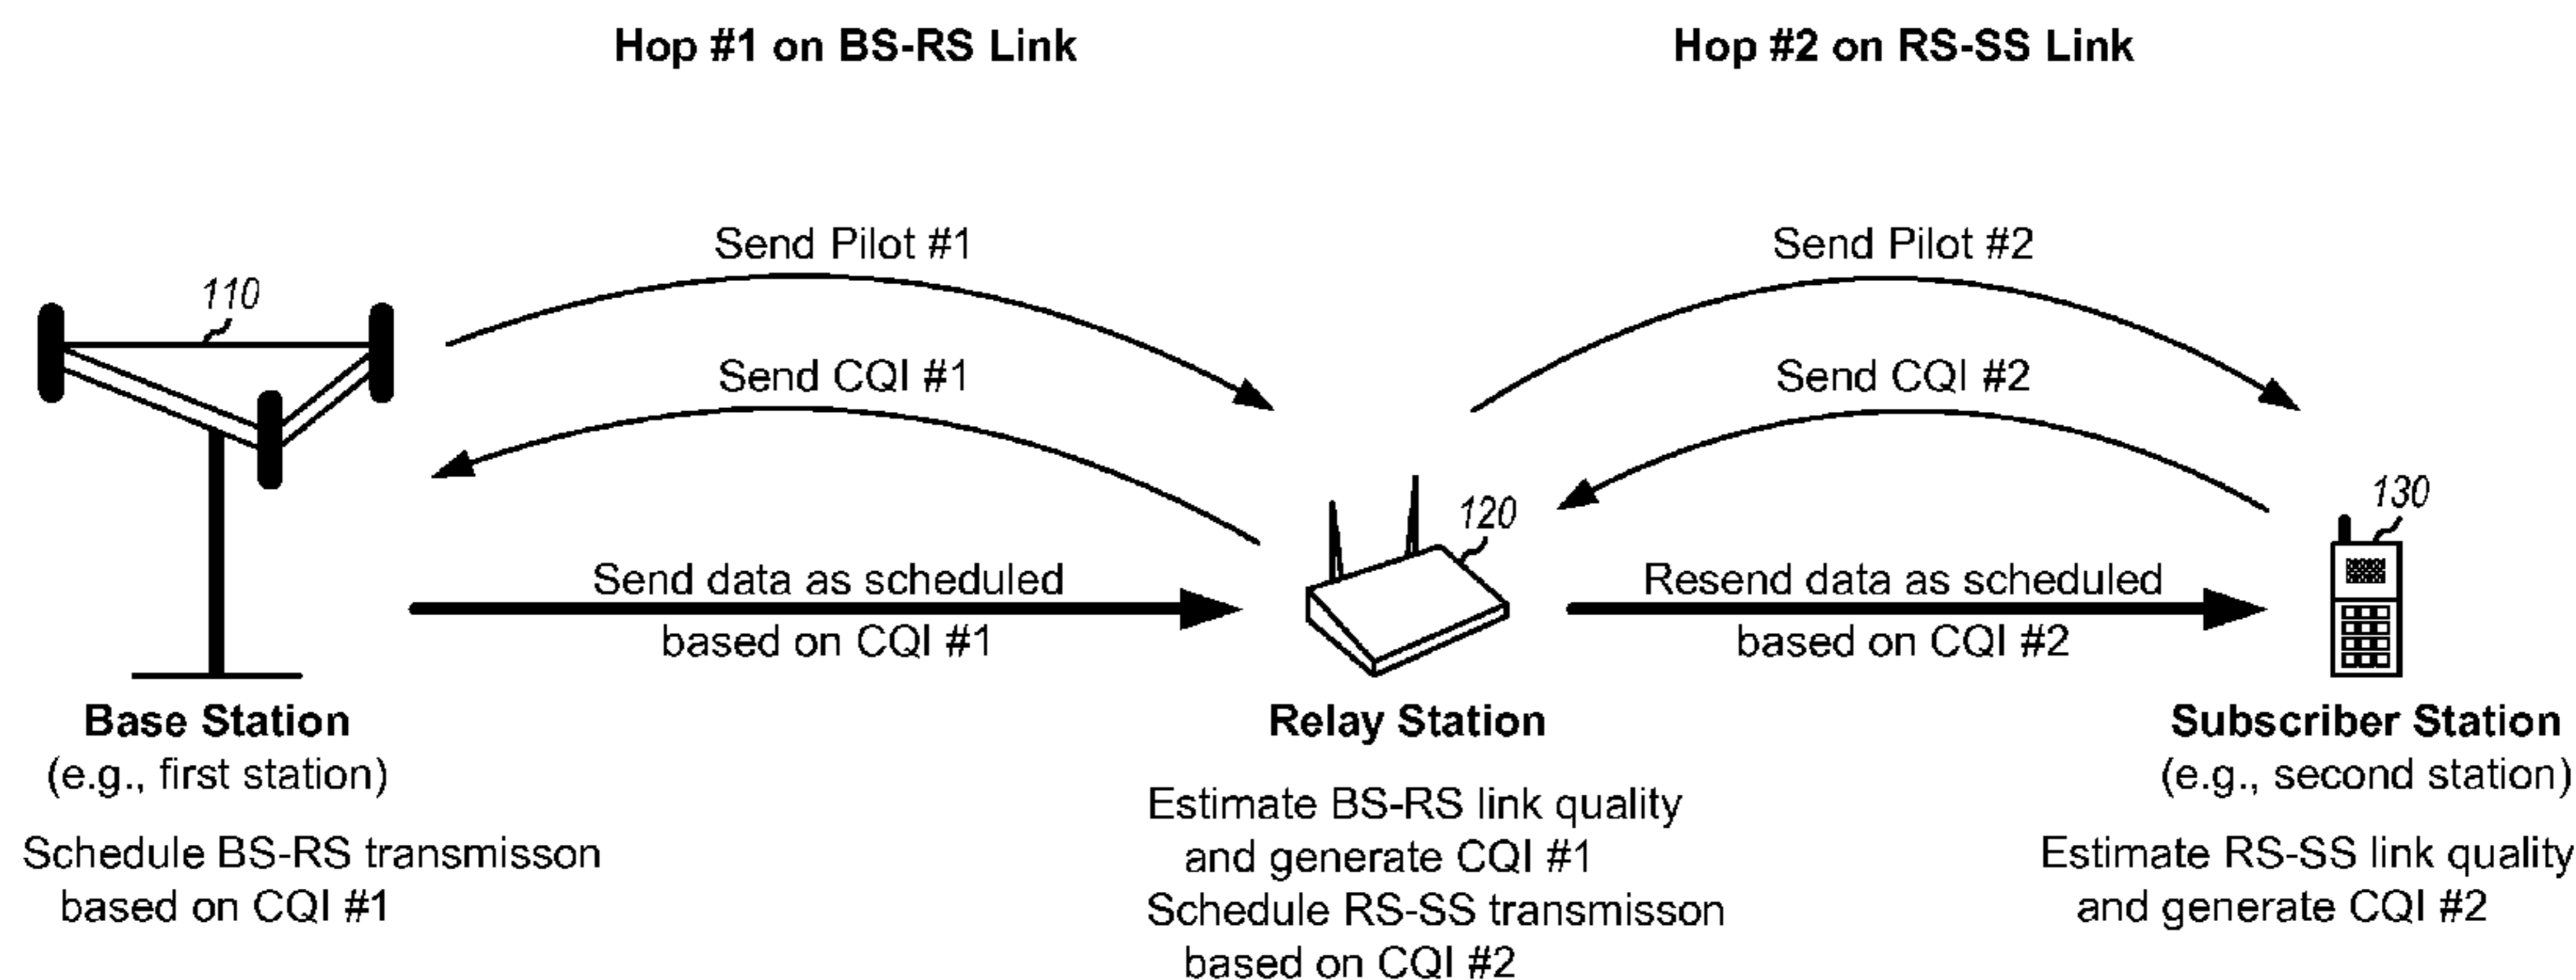 Hop #1 on BS-RS Link
Hop #2 on RS-SS Link
Send Pilot #1
Send Pilot #2
110
Send CQI #1
Send CQI #2
120
130
Send data as scheduled
based on CQI #1
Resend data as scheduled
based on CQI #2
Base Station
(e.g., first station)
Schedule BS-RS transmisson
based on CQI #1
Relay Station
Estimate BS-RS link quality
and generate CQI #1
Schedule RS-SS transmisson
based on CQI #2
Subscriber Station
(e.g., second station)
Estimate RS-SS link quality
and generate CQI #2